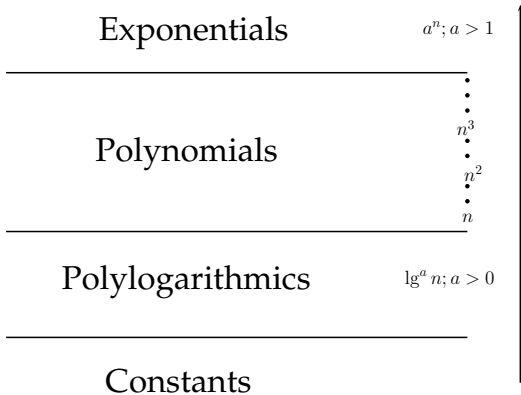 Exponentials a^n; a > 1
n^3
Polynomials
n^2
n
Polylogarithmics lg^a n; a > 0
Constants